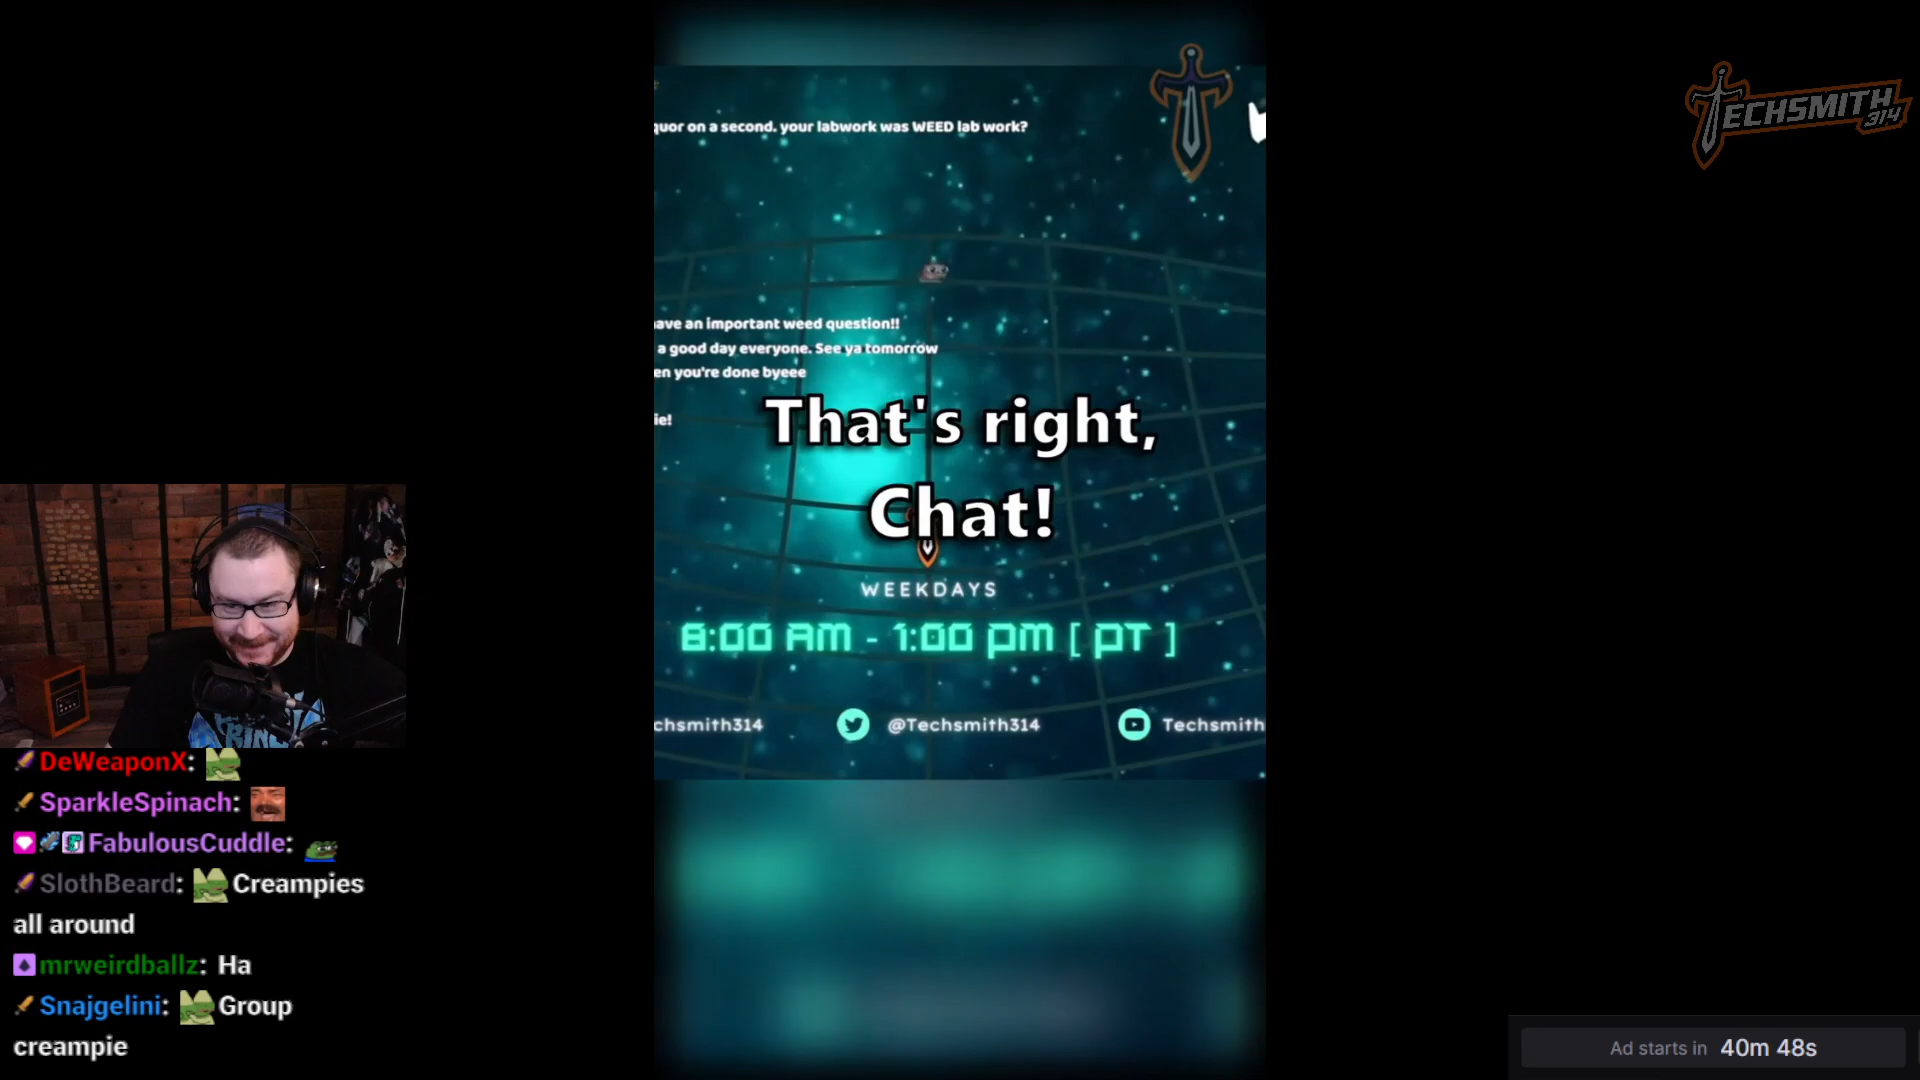 TECHSMITH
314
quor on a second. your labwork was WEED lab work?
ave an important weed question!!
a good day everyone. See ya tomorrow
en you're done byeee
ie!
That's right,
Chat!
WEEKDAYS
8:00 AM - 1:00 PM [ PT ]
chsmith314
@Techsmith314
Techsmith
DeWeaponX:
SparkleSpinach:
FabulousCuddle:
SlothBeard: Creampies
all around
mrweirdballz: Ha
Snajgelini: Group
creampie
Ad starts in 40m 48s